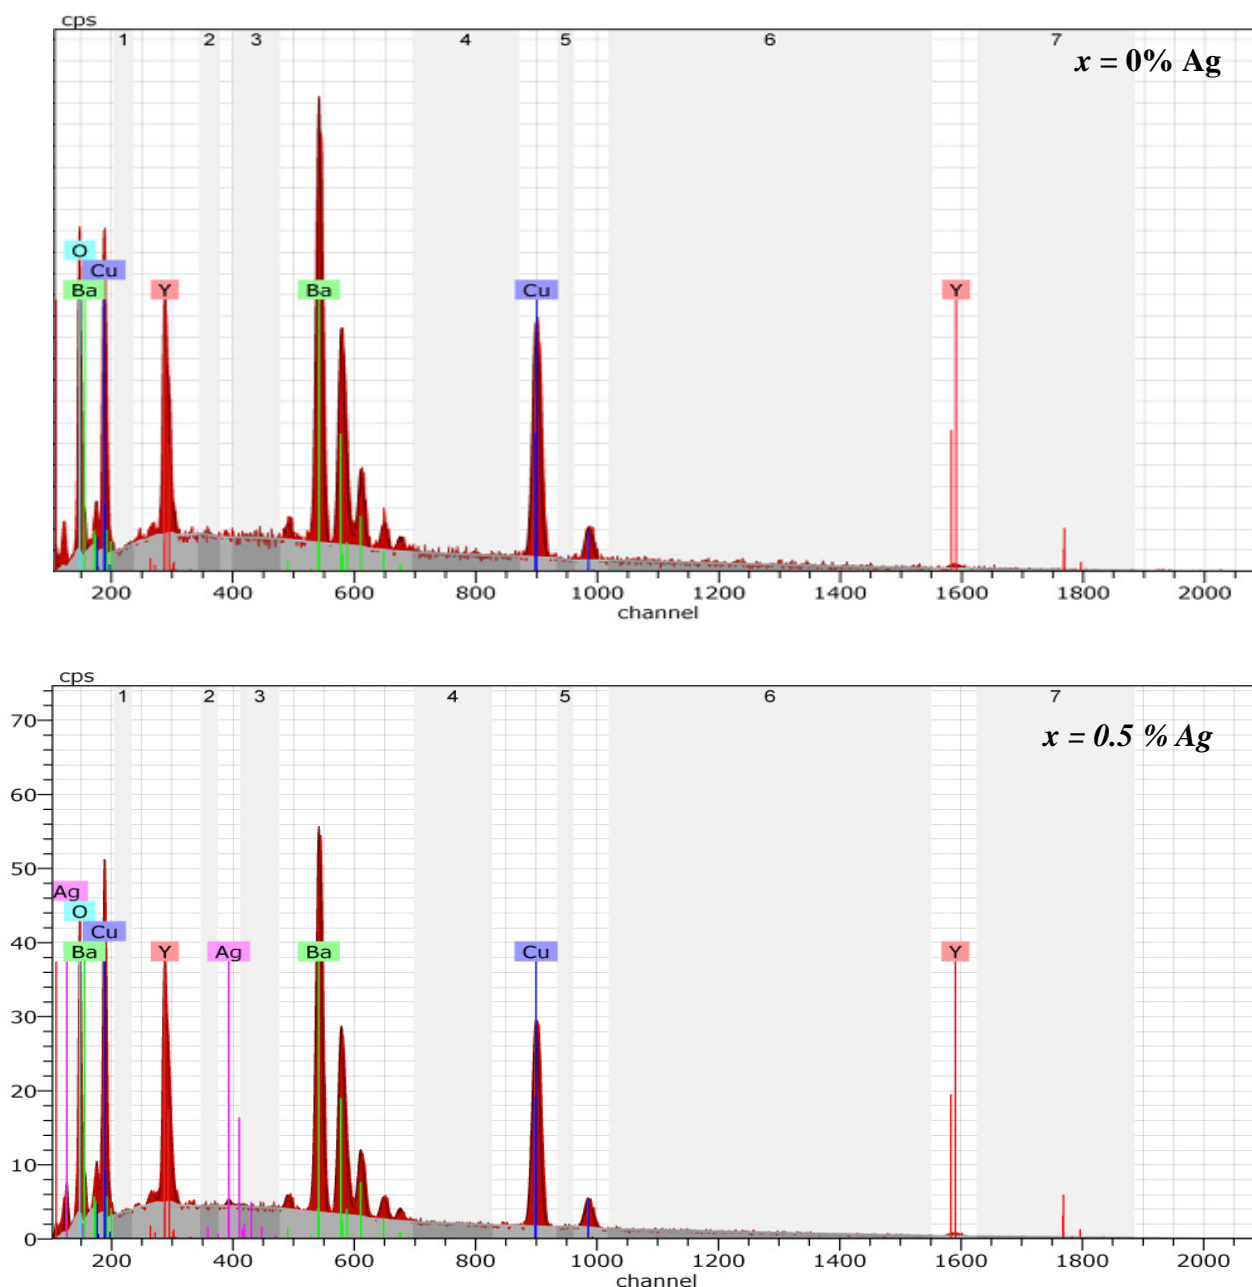 cps
1 2 3 4 5 6 7
x = 0% Ag
O
Cu
Ba Y Ba Cu Y
200 400 600 800 1000 1200 1400 1600 1800 2000
channel
cps
1 2 3 4 5 6 7
x = 0.5 % Ag
70
60
50
Ag
O
Cu
40
Ba Y Ag Ba Cu Y
30
20
10
0
200 400 600 800 1000 1200 1400 1600 1800 2000
channel